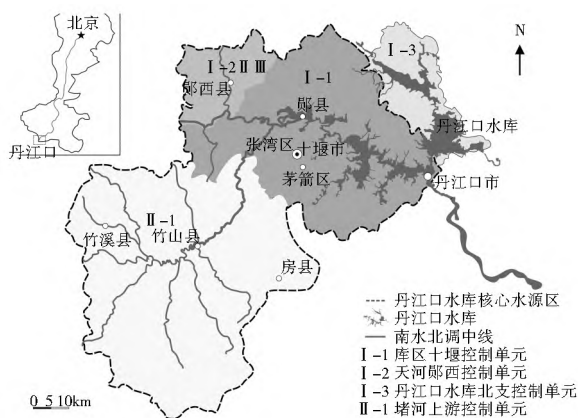 北京
丹江口
N
Ⅰ-2ⅡⅢ
Ⅰ-1
Ⅰ-3
郧西县
郧县
丹江口水库
张湾区
十堰市
茅箭区
丹江口市
Ⅱ-1
竹山县
竹溪县
房县
丹江口水库核心水源区
丹江口水库
南水北调中线
Ⅰ-1 库区十堰控制单元
Ⅰ-2 天河郧西控制单元
Ⅰ-3 丹江口水库北支控制单元
Ⅱ-1 堵河上游控制单元
0 5 10km